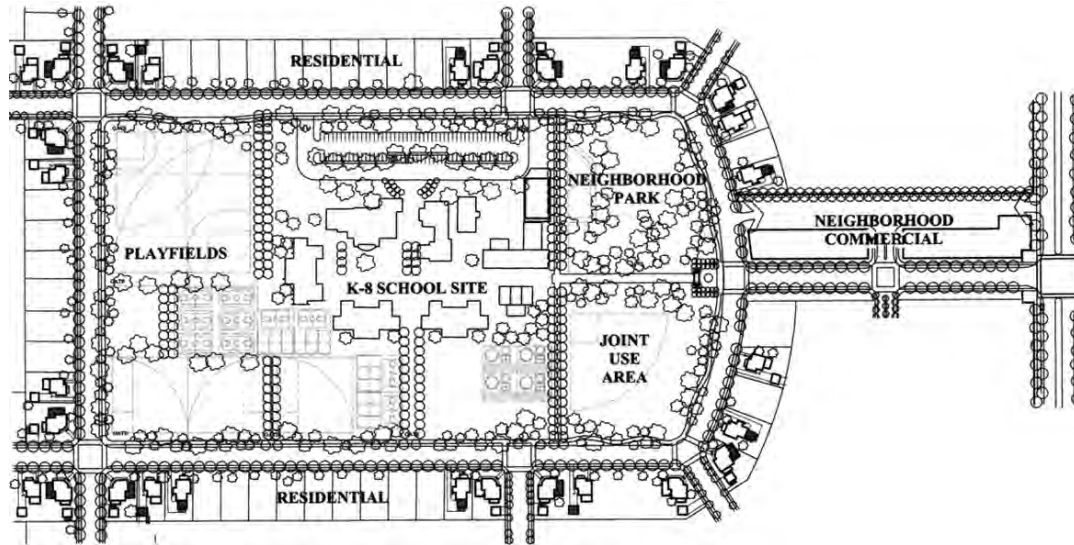 RESIDENTIAL
NEIGHBORHOOD
PARK
NEIGHBORHOOD
COMMERCIAL
PLAYFIELDS
K-8 SCHOOL SITE
JOINT
USE
AREA
RESIDENTIAL